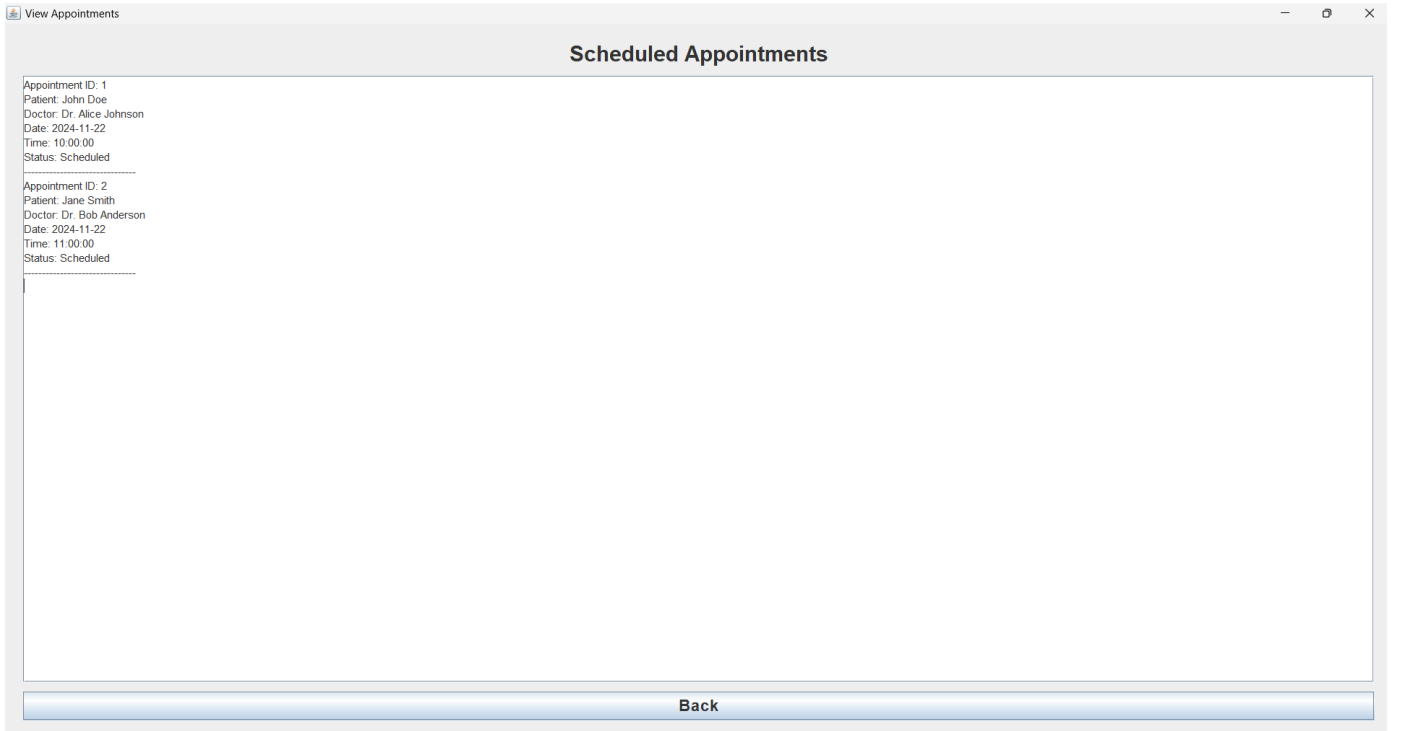 View Appointments
Scheduled Appointments
Appointment ID: 1
Patient: John Doe
Doctor: Dr. Alice Johnson
Date: 2024-11-22
Time: 10:00:00
Status: Scheduled
-------------------------------
Appointment ID: 2
Patient: Jane Smith
Doctor: Dr. Bob Anderson
Date: 2024-11-22
Time: 11:00:00
Status: Scheduled
-------------------------------
Back